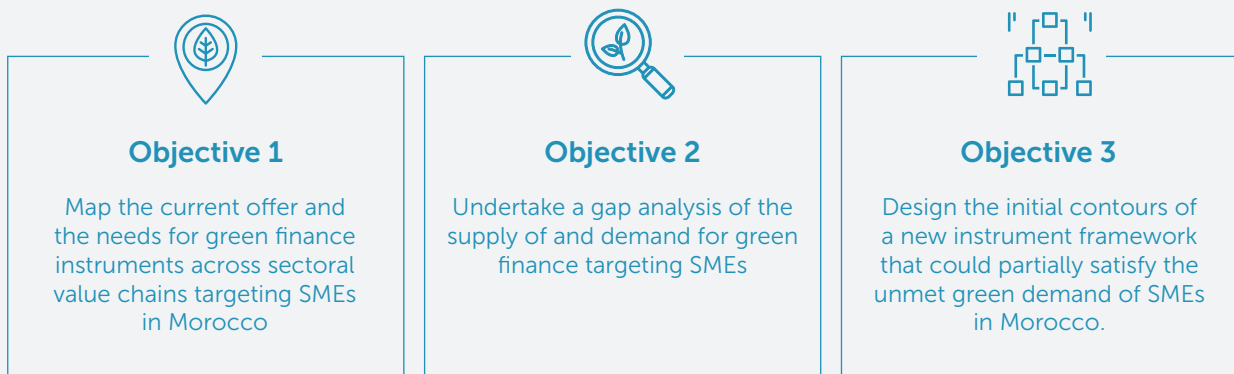 Objective 1
Map the current offer and
the needs for green finance
instruments across sectoral
value chains targeting SMEs
in Morocco
Objective 2
Undertake a gap analysis of the
supply of and demand for green
finance targeting SMEs
Objective 3
Design the initial contours of
a new instrument framework
that could partially satisfy the
unmet green demand of SMEs
in Morocco.